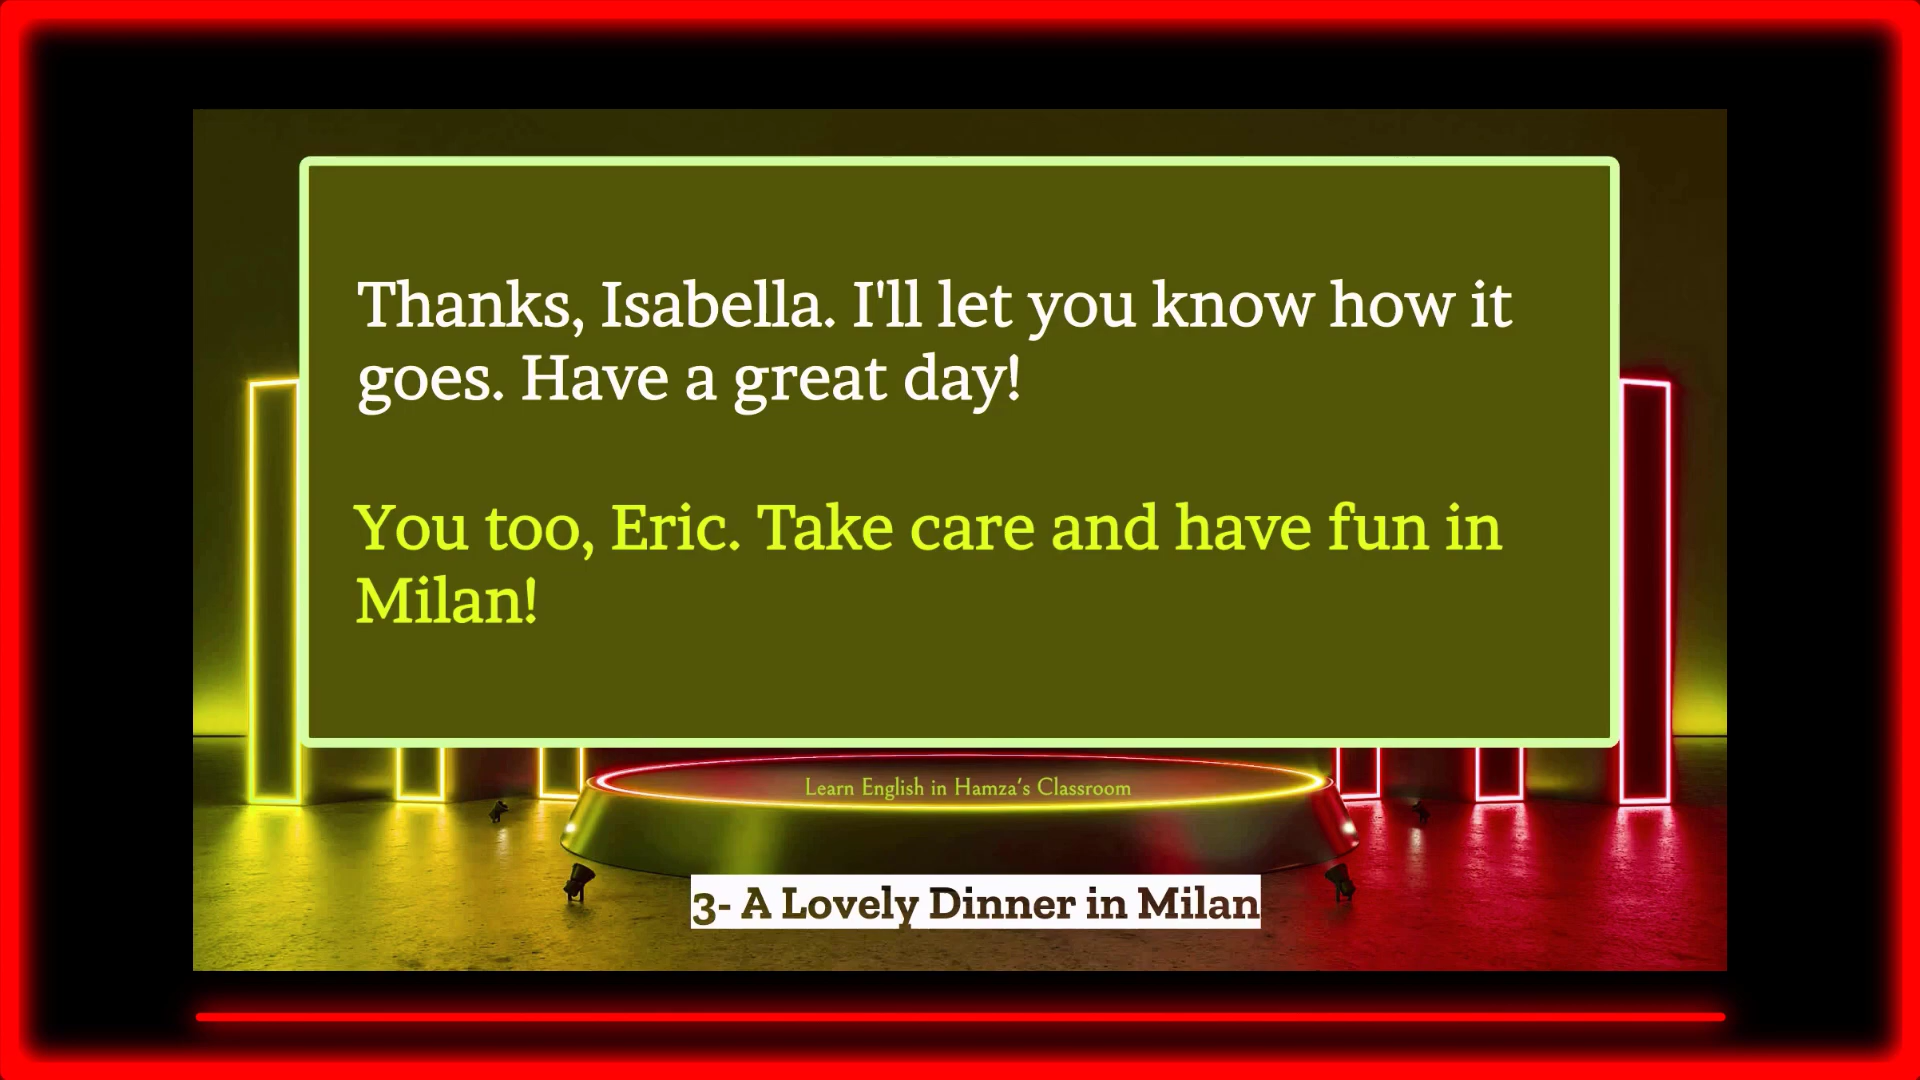 Thanks, Isabella. I'll let you know how it
goes. Have a great day!
You too, Eric. Take care and have fun in
Milan!
Learn English in Hamza's Classroom
3- A Lovely Dinner in Milan